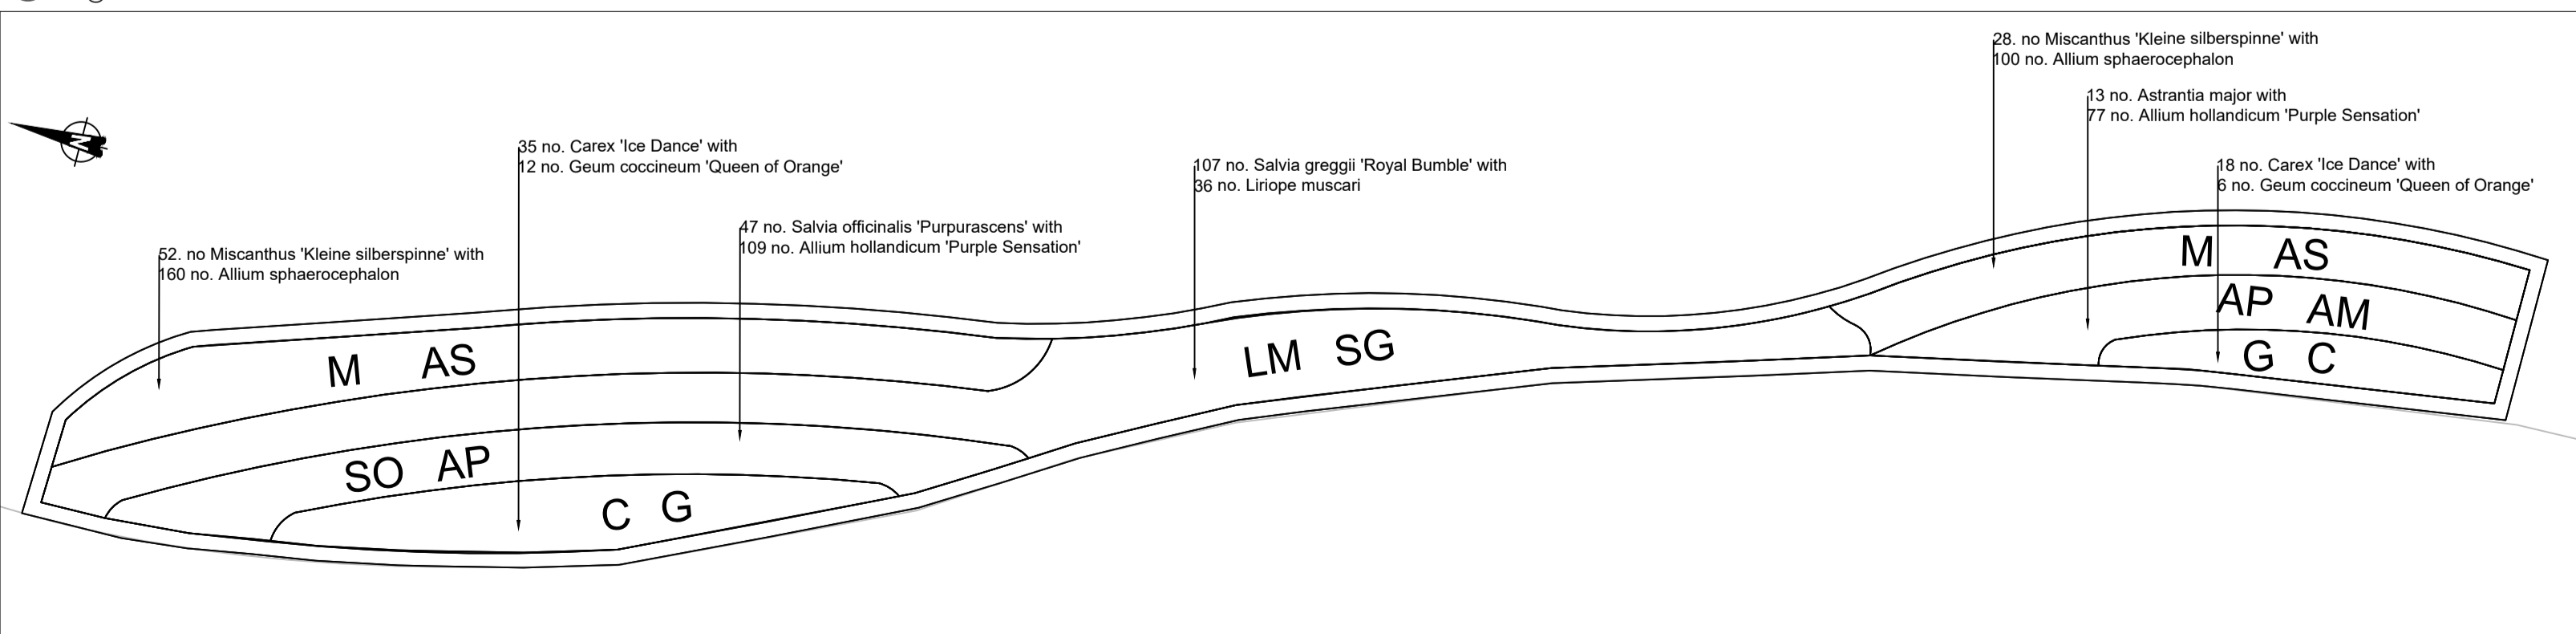 28. no Miscanthus 'Kleine silberspinne' with
100 no. Allium sphaerocephalon
13 no. Astrantia major with
77 no. Allium hollandicum 'Purple Sensation'
35 no. Carex 'Ice Dance' with
12 no. Geum coccineum 'Queen of Orange'
107 no. Salvia greggii 'Royal Bumble' with
36 no. Liriope muscari
18 no. Carex 'Ice Dance' with
6 no. Geum coccineum 'Queen of Orange'
47 no. Salvia officinalis 'Purpurascens' with
109 no. Allium hollandicum 'Purple Sensation'
52. no Miscanthus 'Kleine silberspinne' with
160 no. Allium sphaerocephalon
N
M AS
AP AM
G C
M AS
LM SG
SO AP
C G